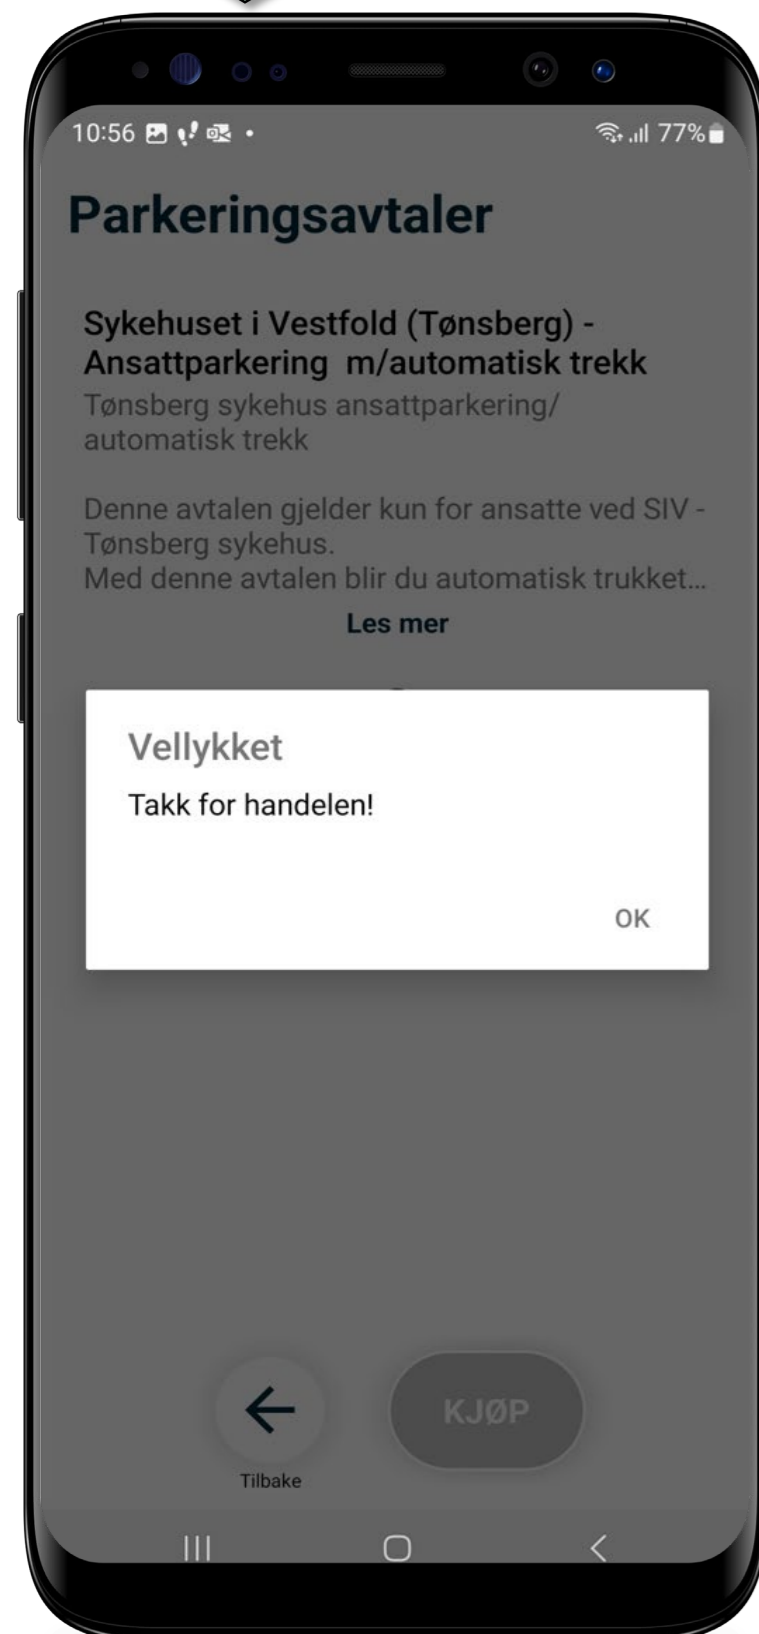 10:56 77%
Parkeringsavtaler
Sykehuset i Vestfold (Tønsberg) -
Ansattparkering m/automatisk trekk
Tønsberg sykehus ansattparkering/
automatisk trekk
Denne avtalen gjelder kun for ansatte ved SIV -
Tønsberg sykehus.
Med denne avtalen blir du automatisk trukket...
Les mer
Vellykket
Takk for handelen!
OK
KJØP
Tilbake